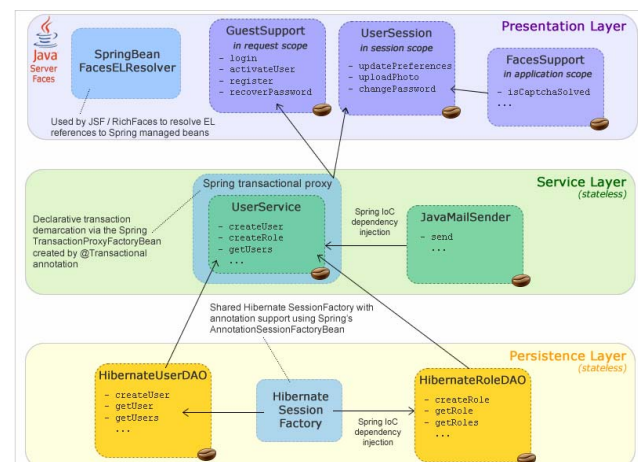 Presentation Layer
Java
Server
Faces
SpringBean
FacesELResolver
Used by JSF / RichFaces to resolve EL
references to Spring managed beans
GuestSupport
in request scope
- login
- activateUser
- register
- recoverPassword
UserSession
in session scope
- updatePreferences
- uploadPhoto
- changePassword
FacesSupport
in application scope
- isCaptchaSolved
...
Service Layer
(stateless)
Spring transactional proxy
UserService
- createUser
- createRole
- getUsers
...
Declarative transaction
demarcation via the Spring
TransactionProxyFactoryBean
created by @Transactional
annotation
Spring IoC
dependency
injection
JavaMailSender
- send
...
Shared Hibernate SessionFactory with
annotation support using Spring's
AnnotationSessionFactoryBean
Persistence Layer
(stateless)
HibernateUserDAO
- createUser
- getUser
- getUsers
...
Hibernate
Session
Factory
Spring IoC
dependency
injection
HibernateRoleDAO
- createRole
- getRole
- getRoles
...